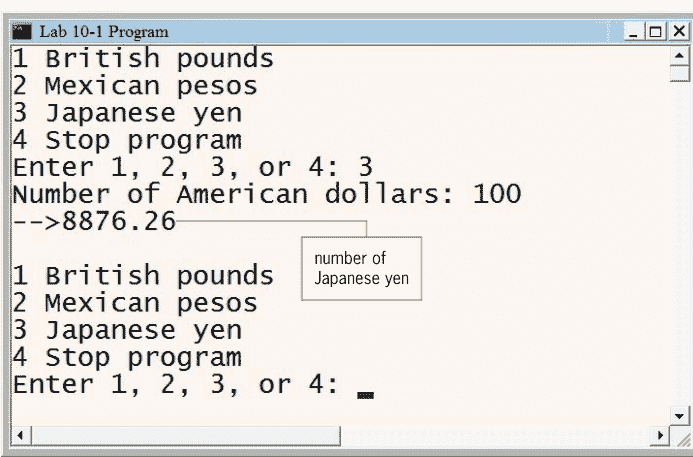 Lab 10-1 Program
1 British pounds
2 Mexican pesos
3 Japanese yen
4 Stop program
Enter 1, 2, 3, or 4: 3
Number of American dollars: 100
-->8876.26
number of
Japanese yen
1 British pounds
2 Mexican pesos
3 Japanese yen
4 Stop program
Enter 1, 2, 3, or 4: _